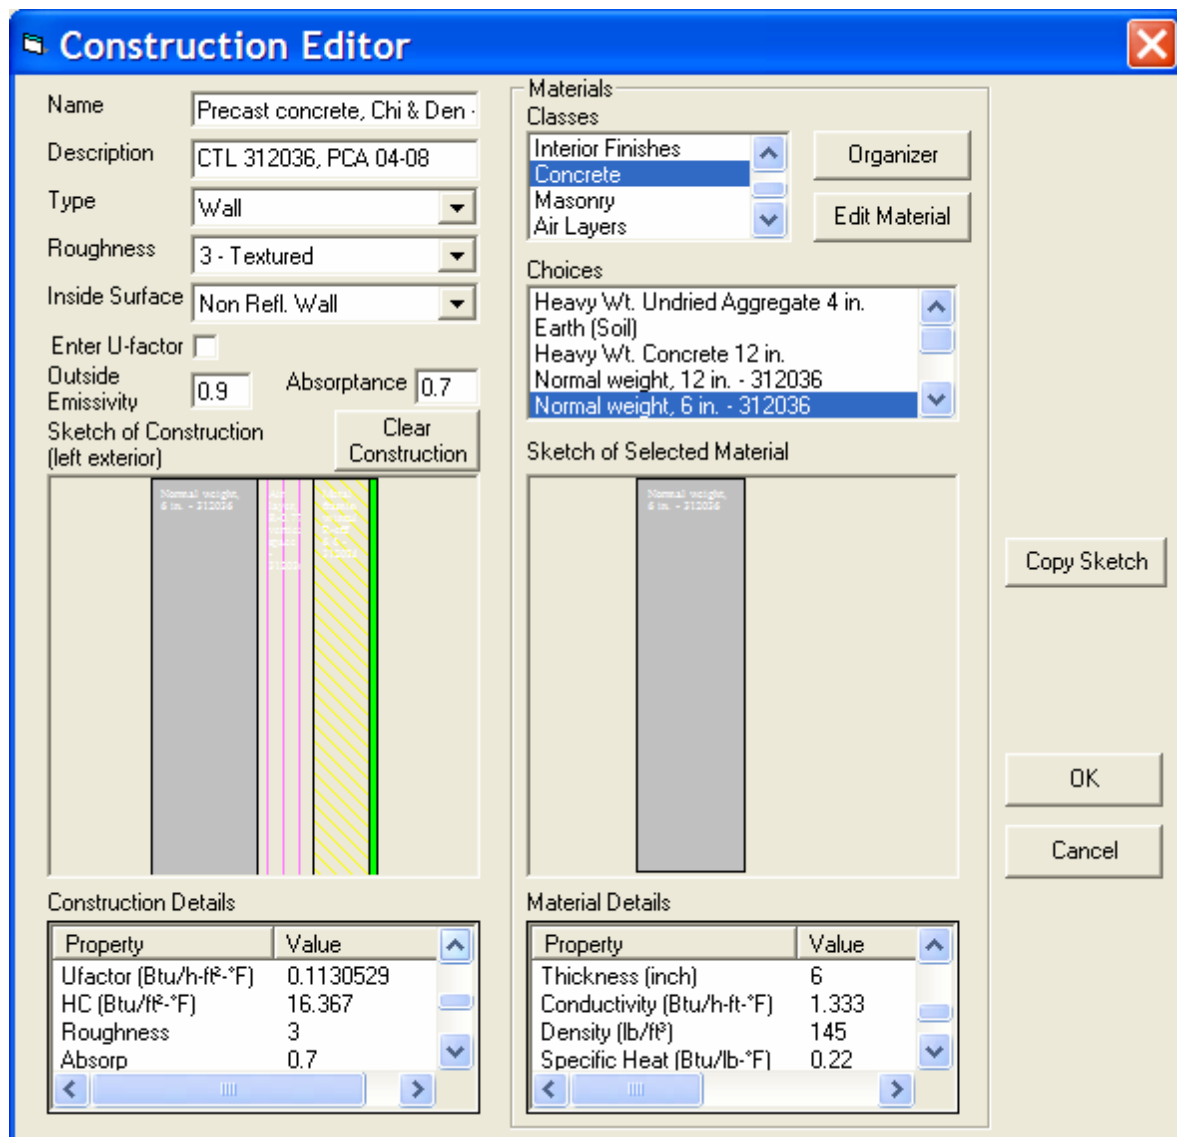 Construction Editor
Name
Precast concrete, Chi & Den -
Description
CTL 312036, PCA 04-08
Type
Wall
Roughness
3 - Textured
Inside Surface
Non Refl. Wall
Enter U-factor
Outside
Emissivity
0.9
Absorptance
0.7
Sketch of Construction
(left exterior)
Clear
Construction
Normal weight,
6 in. - 312036
Air
layer,
space
-
312036
Metal
312036
Construction Details
Property Value
Ufactor (Btu/h-ft²-°F) 0.1130529
HC (Btu/ft²-°F) 16.367
Roughness 3
Absorp 0.7
Materials
Classes
Interior Finishes
Concrete
Masonry
Air Layers
Organizer
Edit Material
Choices
Heavy Wt. Undried Aggregate 4 in.
Earth (Soil)
Heavy Wt. Concrete 12 in.
Normal weight, 12 in. - 312036
Normal weight, 6 in. - 312036
Sketch of Selected Material
Normal weight,
6 in. - 312036
Material Details
Property Value
Thickness (inch) 6
Conductivity (Btu/h-ft-°F) 1.333
Density (lb/ft³) 145
Specific Heat (Btu/lb-°F) 0.22
Copy Sketch
OK
Cancel